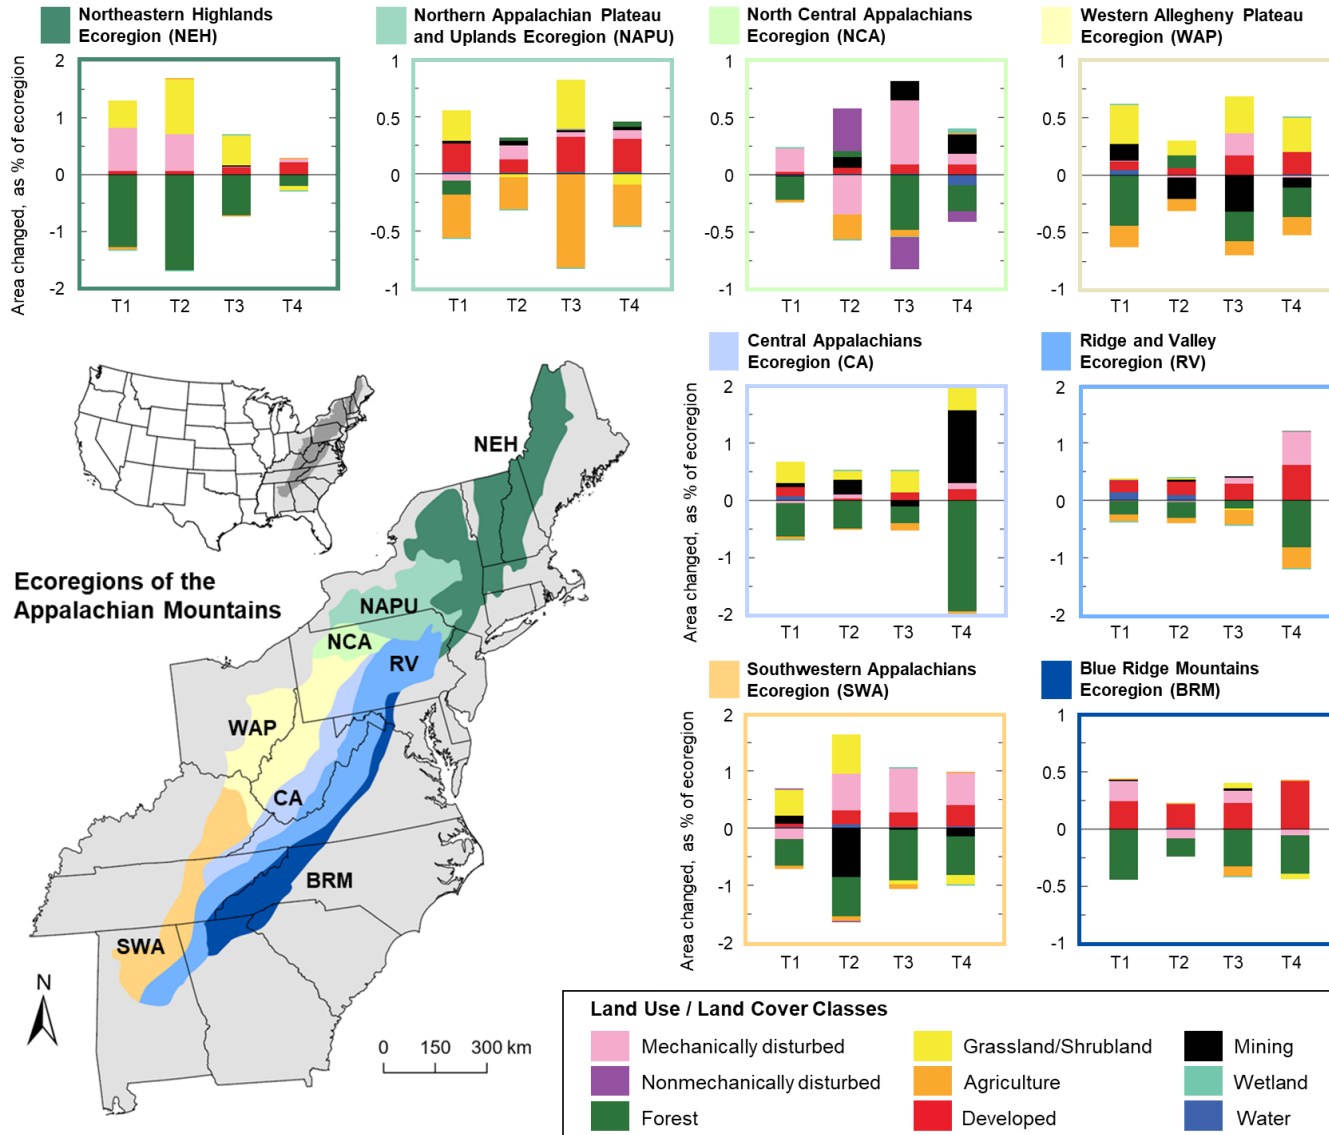 Northeastern Highlands
Ecoregion (NEH)
Northern Appalachian Plateau
and Uplands Ecoregion (NAPU)
North Central Appalachians
Ecoregion (NCA)
Western Allegheny Plateau
Ecoregion (WAP)
Area changed, as % of ecoregion
2
1
0
-1
-2
T1 T2 T3 T4
1
0.5
0
-0.5
-1
T1 T2 T3 T4
1
0.5
0
-0.5
-1
T1 T2 T3 T4
1
0.5
0
-0.5
-1
T1 T2 T3 T4
Central Appalachians
Ecoregion (CA)
Ridge and Valley
Ecoregion (RV)
Area changed, as % of ecoregion
2
1
0
-1
-2
T1 T2 T3 T4
2
1
0
-1
-2
T1 T2 T3 T4
Southwestern Appalachians
Ecoregion (SWA)
Blue Ridge Mountains
Ecoregion (BRM)
Area changed, as % of ecoregion
2
1
0
-1
-2
T1 T2 T3 T4
1
0.5
0
-0.5
-1
T1 T2 T3 T4
Ecoregions of the
Appalachian Mountains
NEH
NAPU
NCA
RV
WAP
CA
BRM
SWA
N
0 150 300 km
Land Use / Land Cover Classes
Mechanically disturbed
Nonmechanically disturbed
Forest
Grassland/Shrubland
Agriculture
Developed
Mining
Wetland
Water